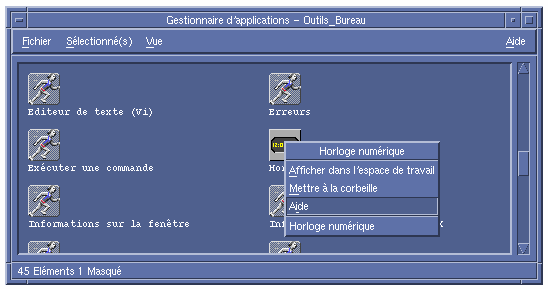 Gestionnaire d'applications – Outils_Bureau
Fichier Sélectionné(s) Vue Aide
Editeur de texte (Vi) Erreurs
12:0
Exécuter une commande Ho
Horloge numérique
Afficher dans l'espace de travail
Mettre à la corbeille
Aide
Horloge numérique
Informations sur la fenêtre In X
45 Eléments 1 Masqué